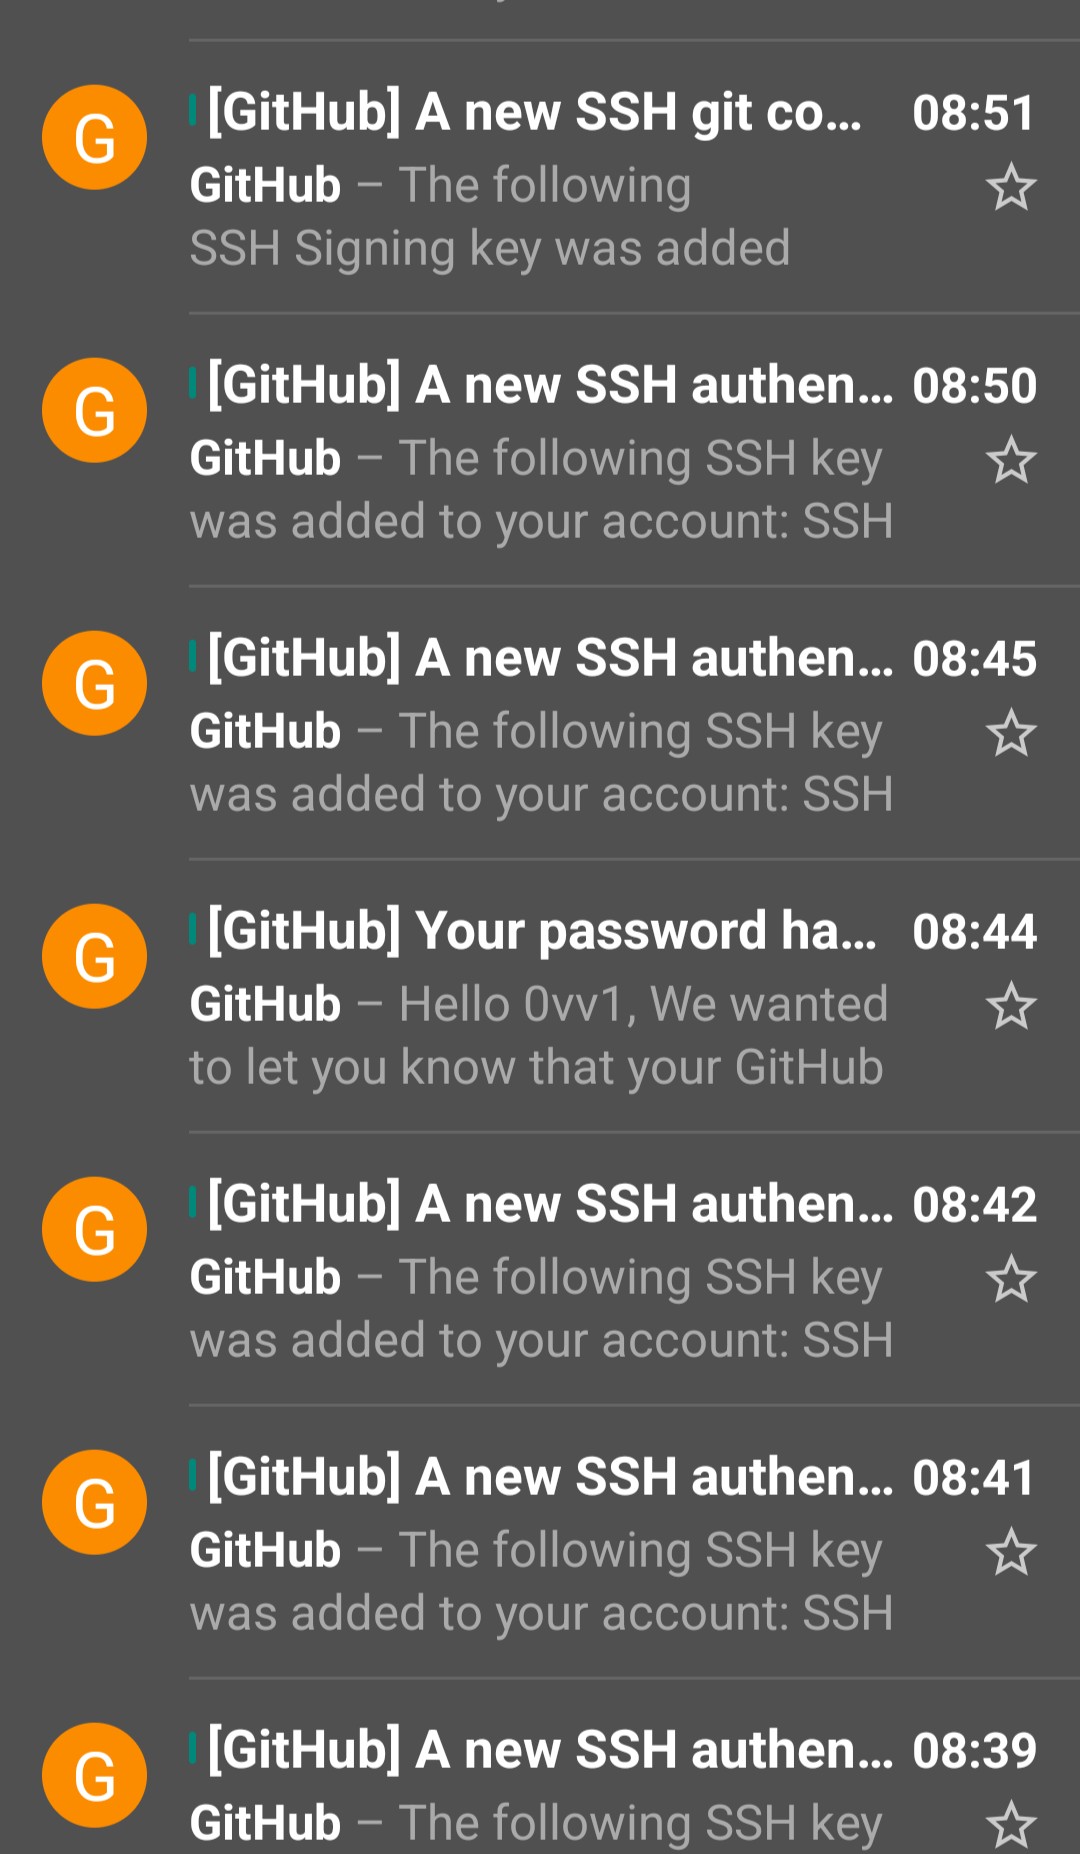 G
[GitHub] A new SSH git co... 08:51
GitHub – The following
SSH Signing key was added
G
[GitHub] A new SSH authen... 08:50
GitHub – The following SSH key
was added to your account: SSH
G
[GitHub] A new SSH authen... 08:45
GitHub – The following SSH key
was added to your account: SSH
G
[GitHub] Your password ha... 08:44
GitHub – Hello 0vv1, We wanted
to let you know that your GitHub
G
[GitHub] A new SSH authen... 08:42
GitHub – The following SSH key
was added to your account: SSH
G
[GitHub] A new SSH authen... 08:41
GitHub – The following SSH key
was added to your account: SSH
G
[GitHub] A new SSH authen... 08:39
GitHub – The following SSH key